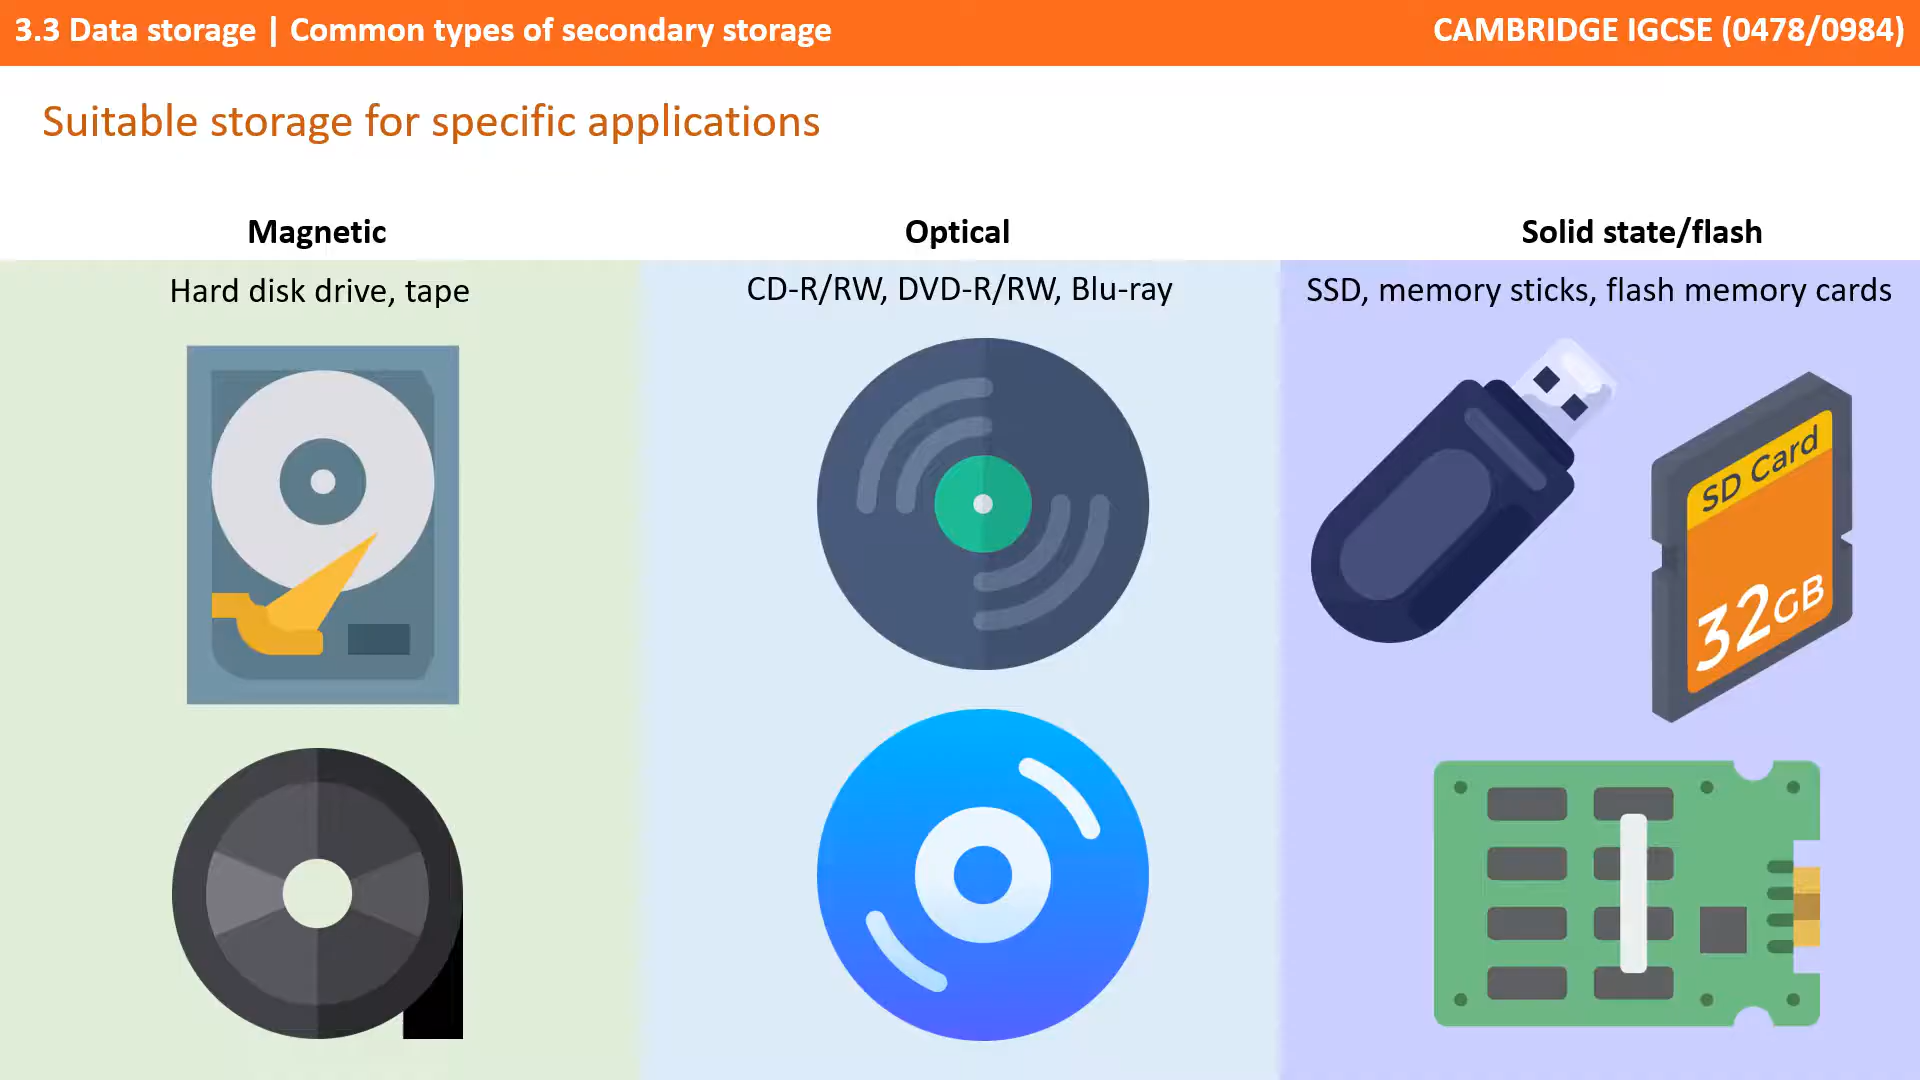 3.3 Data storage | Common types of secondary storage
CAMBRIDGE IGCSE (0478/0984)
Suitable storage for specific applications
Magnetic
Optical
Solid state/flash
Hard disk drive, tape
CD-R/RW, DVD-R/RW, Blu-ray
SSD, memory sticks, flash memory cards
SD Card
32GB